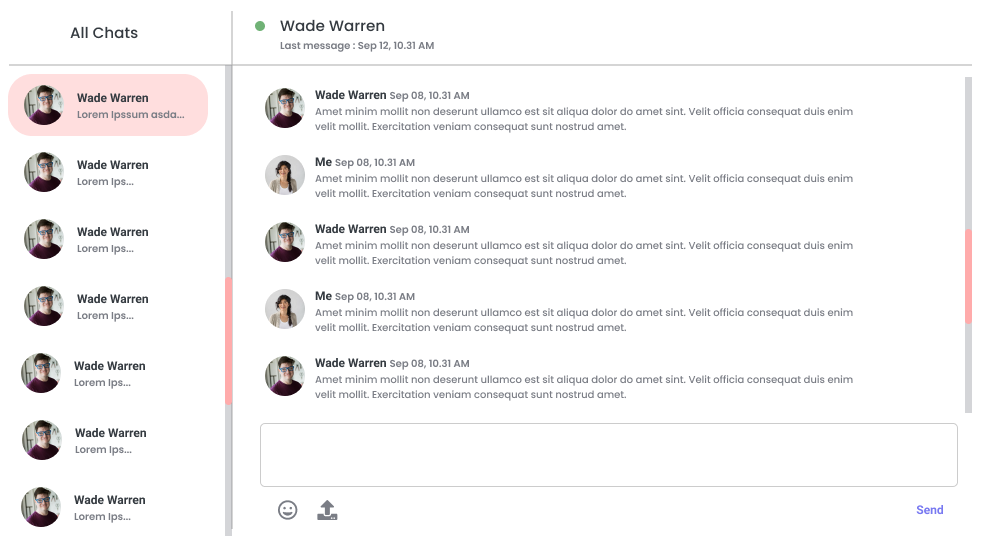 All Chats
Wade Warren
Lorem Ipssum asda...
Wade Warren
Lorem Ips...
Wade Warren
Lorem Ips...
Wade Warren
Lorem Ips...
Wade Warren
Lorem Ips...
Wade Warren
Lorem Ips...
Wade Warren
Lorem Ips...
Wade Warren
Last message : Sep 12, 10.31 AM
Wade Warren Sep 08, 10.31 AM
Amet minim mollit non deserunt ullamco est sit aliqua dolor do amet sint. Velit officia consequat duis enim
velit mollit. Exercitation veniam consequat sunt nostrud amet.
Me Sep 08, 10.31 AM
Amet minim mollit non deserunt ullamco est sit aliqua dolor do amet sint. Velit officia consequat duis enim
velit mollit. Exercitation veniam consequat sunt nostrud amet.
Wade Warren Sep 08, 10.31 AM
Amet minim mollit non deserunt ullamco est sit aliqua dolor do amet sint. Velit officia consequat duis enim
velit mollit. Exercitation veniam consequat sunt nostrud amet.
Me Sep 08, 10.31 AM
Amet minim mollit non deserunt ullamco est sit aliqua dolor do amet sint. Velit officia consequat duis enim
velit mollit. Exercitation veniam consequat sunt nostrud amet.
Wade Warren Sep 08, 10.31 AM
Amet minim mollit non deserunt ullamco est sit aliqua dolor do amet sint. Velit officia consequat duis enim
velit mollit. Exercitation veniam consequat sunt nostrud amet.
Send